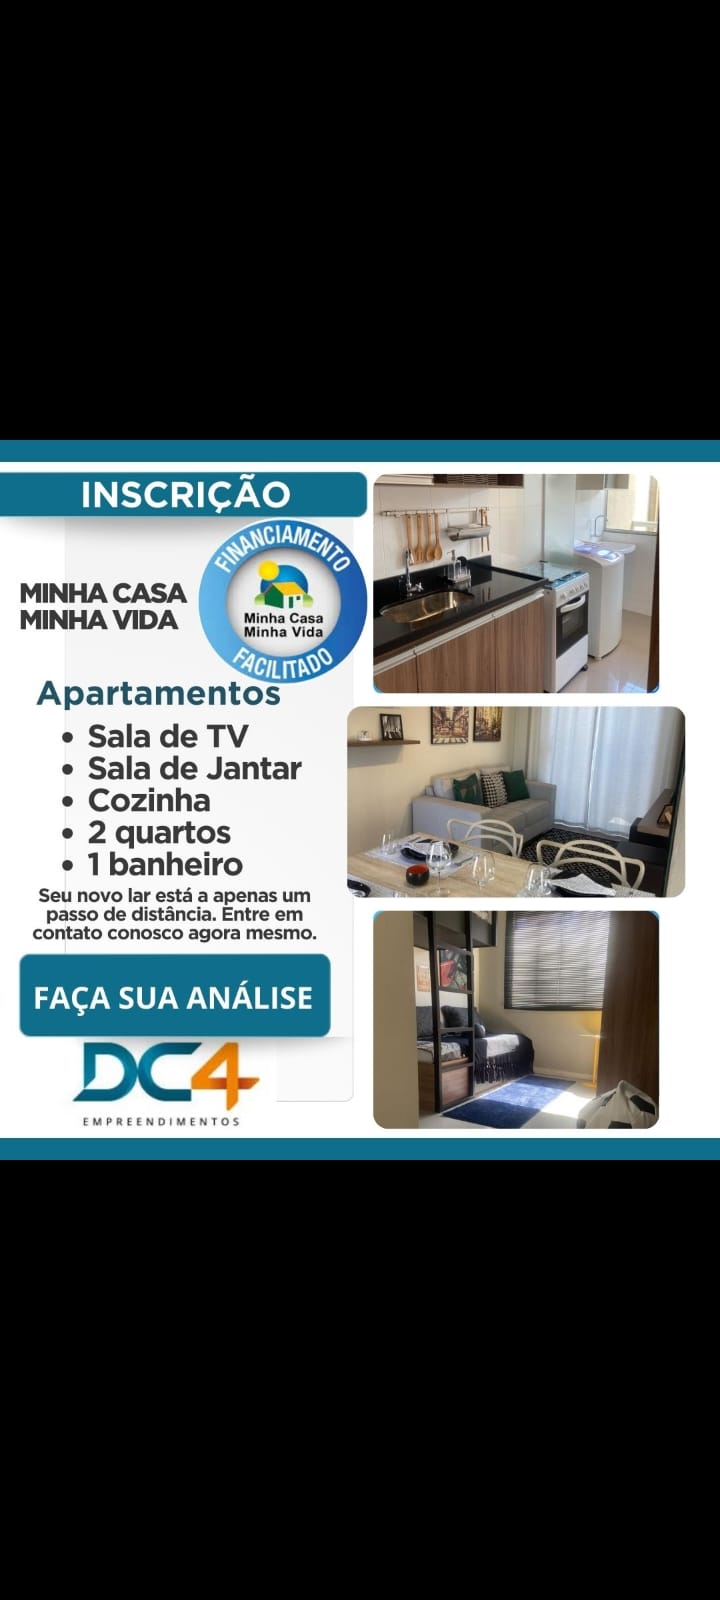 INSCRIÇÃO
MINHA CASA
MINHA VIDA
FINANCIAMENTO
Minha Casa
Minha Vida
FACILITADO
Apartamentos
• Sala de TV
• Sala de Jantar
• Cozinha
• 2 quartos
• 1 banheiro
Seu novo lar está a apenas um
passo de distância. Entre em
contato conosco agora mesmo.
FAÇA SUA ANÁLISE
DC4
EMPREENDIMENTOS